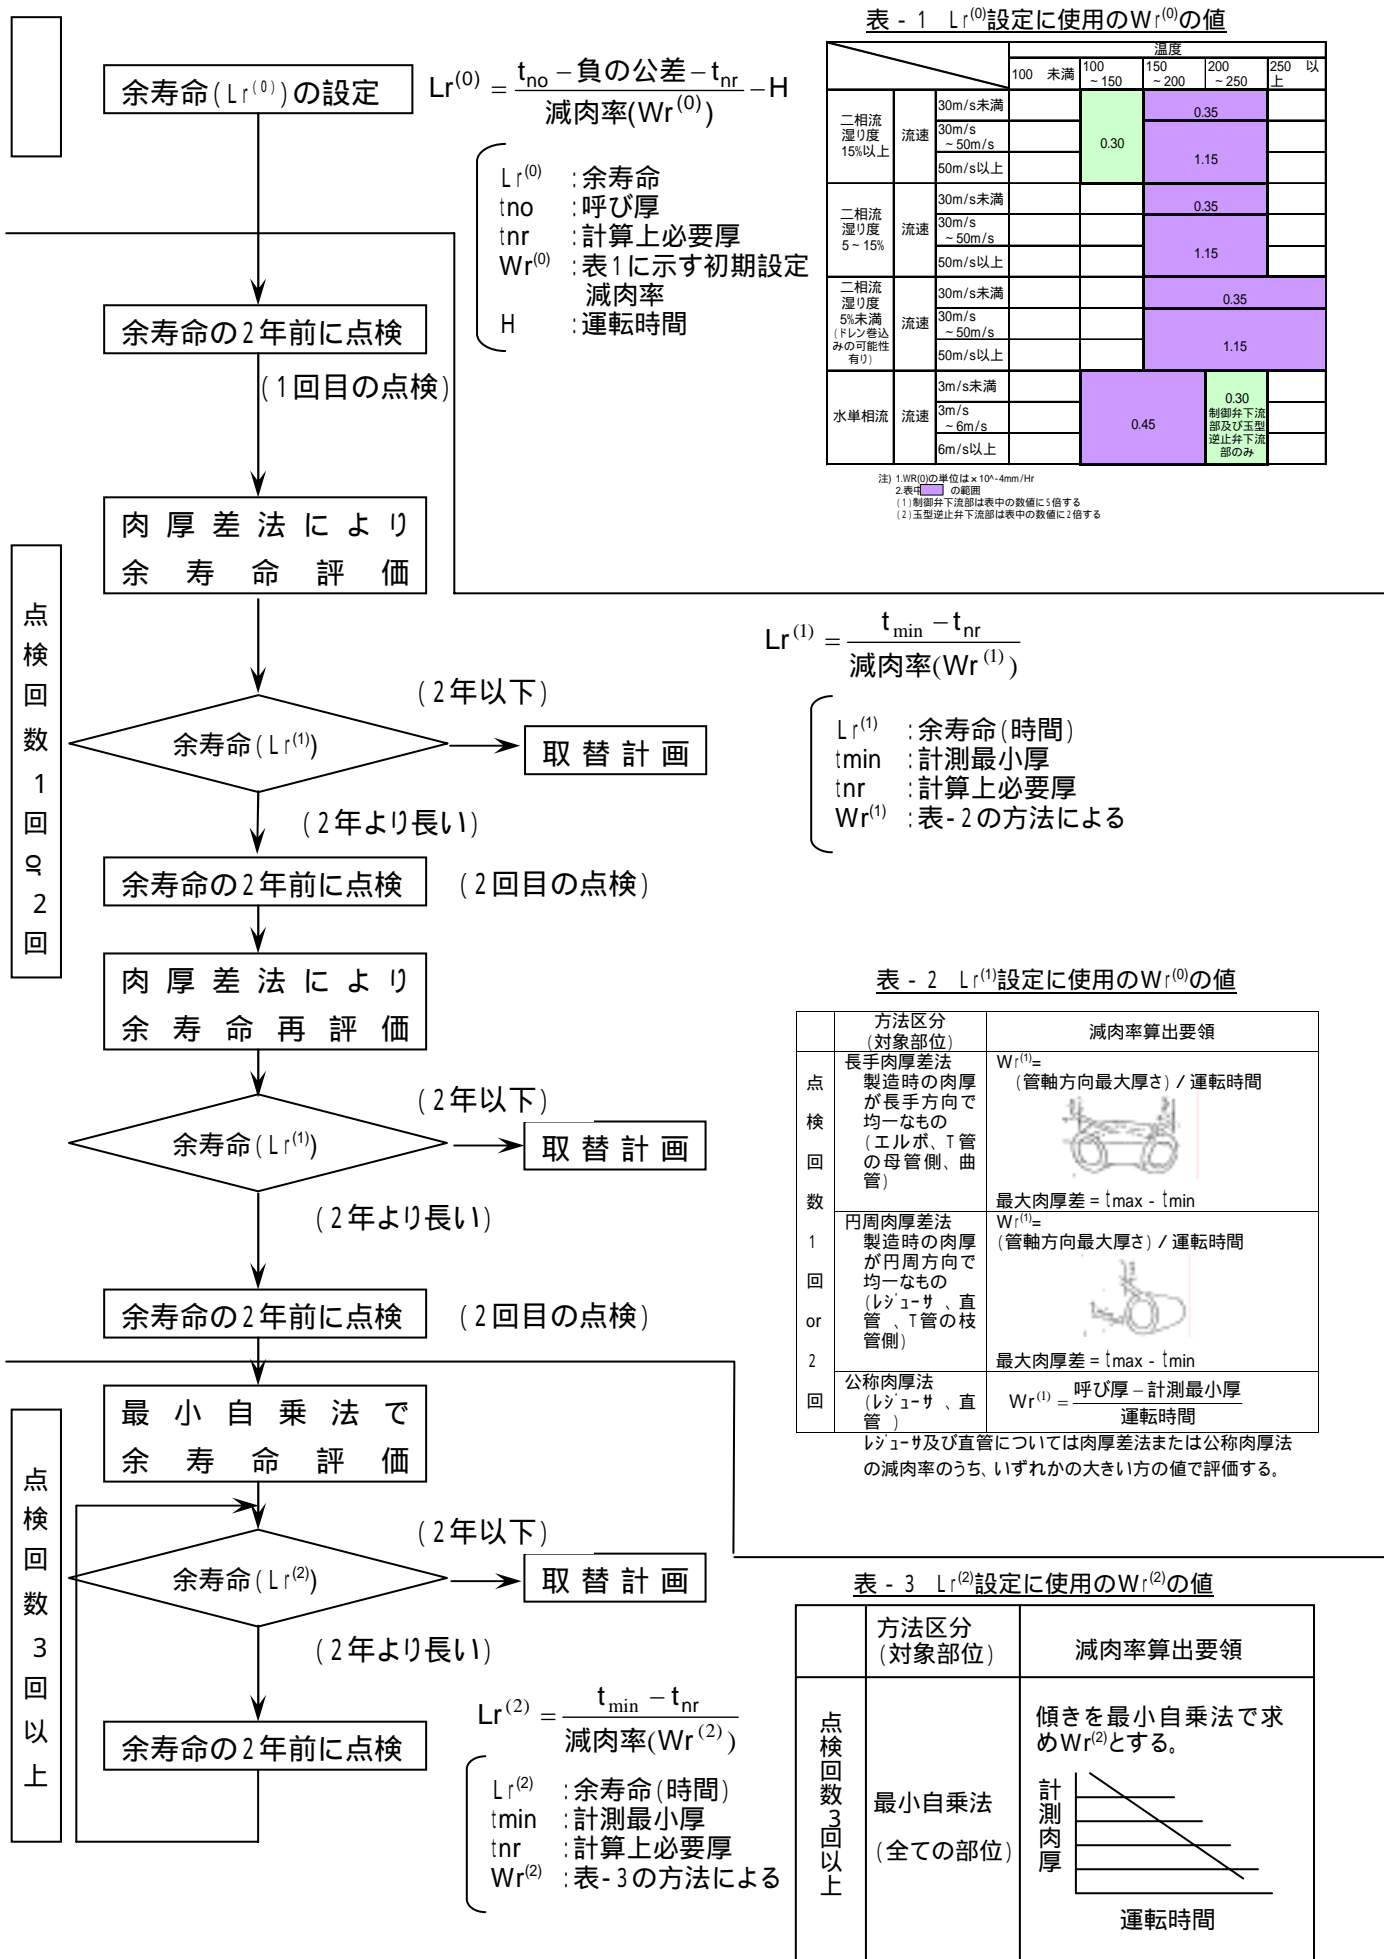 余寿命(Lr(0))の設定
Lr(0) = (tno－負の公差－tnr) / 減肉率(Wr(0)) －H
Lr(0) :余寿命
tno :呼び厚
tnr :計算上必要厚
Wr(0) :表1に示す初期設定
減肉率
H :運転時間
表 - 1 Lr(0)設定に使用のWr(0)の値
温度
100 未満 100 ~150 150 ~200 200 ~250 250 以上
二相流
湿り度
15%以上
流速
30m/s未満
30m/s
~50m/s
50m/s以上
0.30
0.35
1.15
二相流
湿り度
5~15%
流速
30m/s未満
30m/s
~50m/s
50m/s以上
0.35
1.15
二相流
湿り度
5%未満
(ドレン巻込
みの可能性
有り)
流速
30m/s未満
30m/s
~50m/s
50m/s以上
0.35
1.15
水単相流
流速
3m/s未満
3m/s
~6m/s
6m/s以上
0.45
0.30
制御弁下流
部及び玉型
逆止弁下流
部のみ
注) 1.WR(0)の単位は×10^-4mm/Hr
2.表中 の範囲
(1)制御弁下流部は表中の数値に5倍する
(2)玉型逆止弁下流部は表中の数値に2倍する
余寿命の2年前に点検
(1回目の点検)
点検回数1回or2回
肉厚差法により
余寿命評価
余寿命(Lr(1))
(2年以下)
取替計画
(2年より長い)
余寿命の2年前に点検
(2回目の点検)
肉厚差法により
余寿命再評価
余寿命(Lr(1))
(2年以下)
取替計画
(2年より長い)
余寿命の2年前に点検
(2回目の点検)
Lr(1) = (tmin－tnr) / 減肉率(Wr(1))
Lr(1) :余寿命(時間)
tmin :計測最小厚
tnr :計算上必要厚
Wr(1) :表-2の方法による
表 - 2 Lr(1)設定に使用のWr(0)の値
方法区分
(対象部位)
減肉率算出要領
点検回数1回or2回
長手肉厚差法
製造時の肉厚
が長手方向で
均一なもの
(エルボ、T管
の母管側、曲
管)
Wr(1)=
(管軸方向最大厚さ)/運転時間
最大肉厚差=tmax-tmin
円周肉厚差法
製造時の肉厚
が円周方向で
均一なもの
(レジューサ、直
管、T管の枝
管側)
Wr(1)=
(管軸方向最大厚さ)/運転時間
最大肉厚差=tmax-tmin
公称肉厚法
(レジューサ、直
管 )
Wr(1) = (呼び厚－計測最小厚) / 運転時間
レジューサ及び直管については肉厚差法または公称肉厚法
の減肉率のうち、いずれかの大きい方の値で評価する。
点検回数3回以上
最小自乗法で
余寿命評価
余寿命(Lr(2))
(2年以下)
取替計画
(2年より長い)
余寿命の2年前に点検
Lr(2) = (tmin－tnr) / 減肉率(Wr(2))
Lr(2) :余寿命(時間)
tmin :計測最小厚
tnr :計算上必要厚
Wr(2) :表-3の方法による
表 - 3 Lr(2)設定に使用のWr(2)の値
方法区分
(対象部位)
減肉率算出要領
点検回数3回以上
最小自乗法
(全ての部位)
傾きを最小自乗法で求
めWr(2)とする。
計測肉厚
運転時間